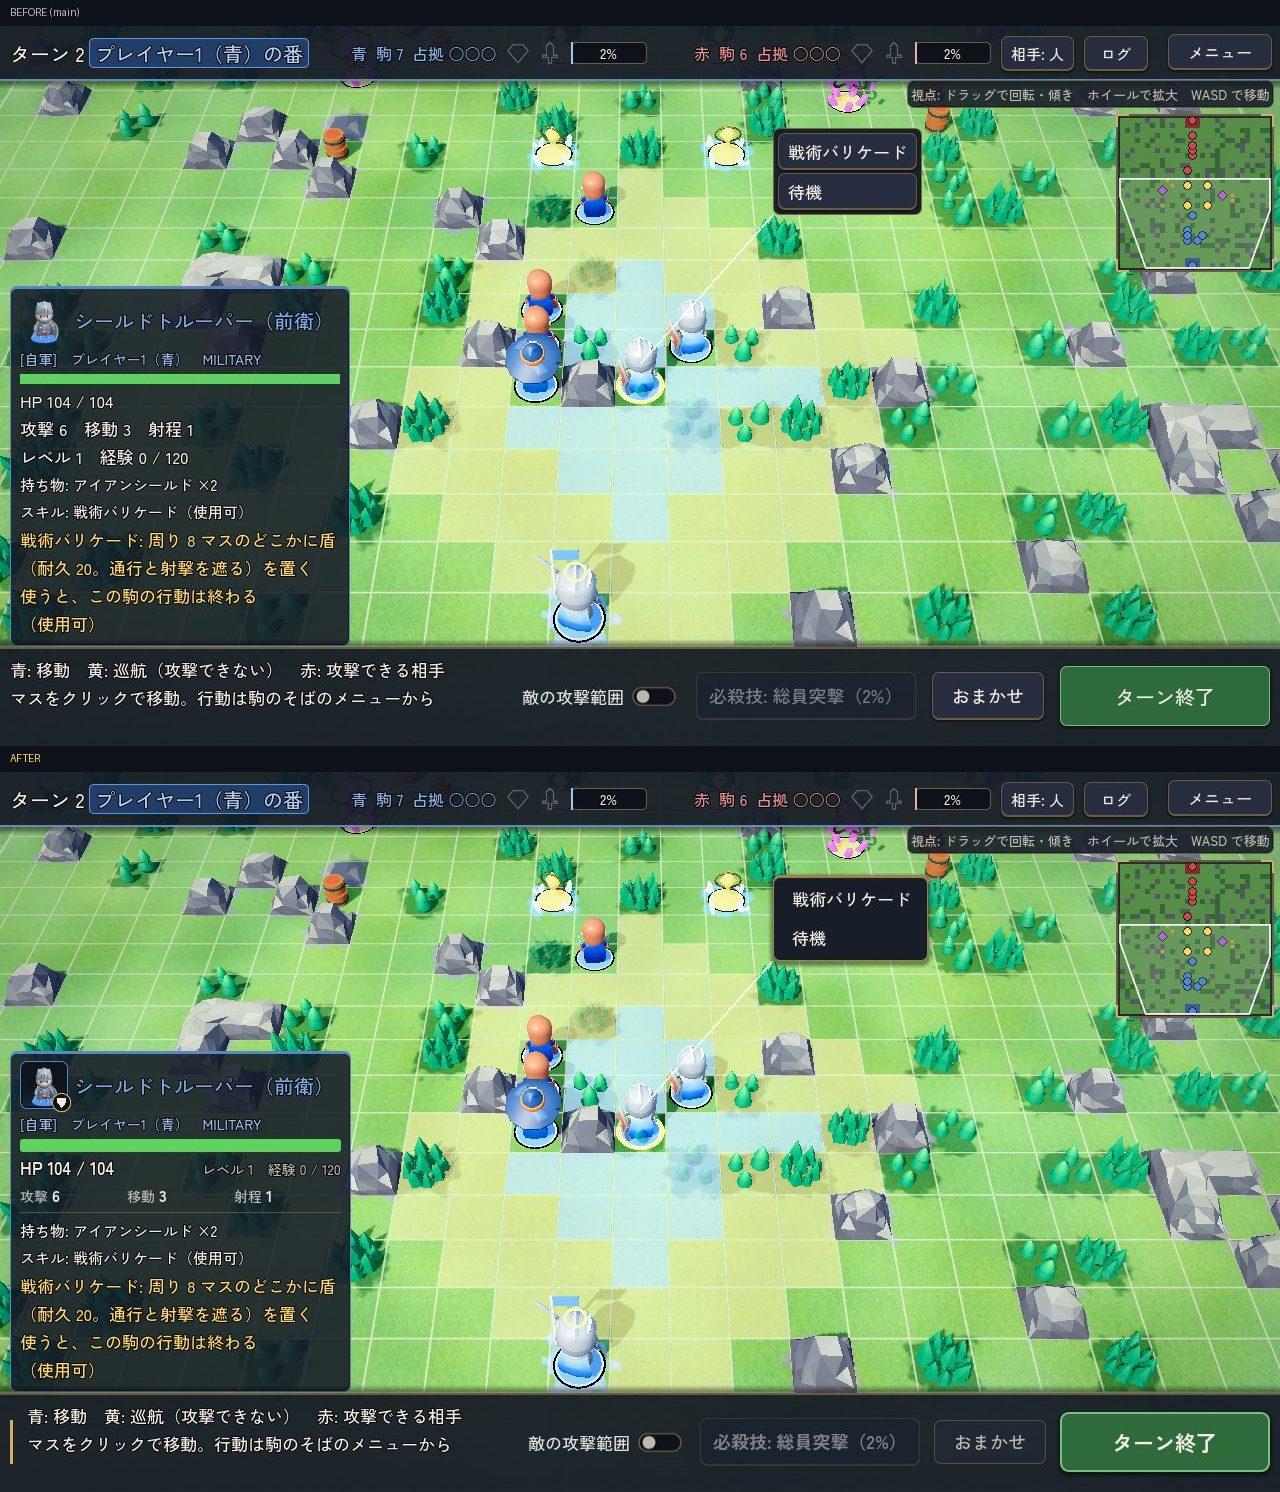 BEFORE (main)
ターン 2 プレイヤー1（青）の番 青 駒 7 占拠 〇〇〇 2% 赤 駒 6 占拠 〇〇〇 2% 相手: 人 ログ メニュー
視点: ドラッグで回転・傾き ホイールで拡大 WASD で移動
戦術バリケード
待機
シールドトルーパー（前衛）
[自軍] プレイヤー1（青） MILITARY
HP 104 / 104
攻撃 6 移動 3 射程 1
レベル 1 経験 0 / 120
持ち物: アイアンシールド ×2
スキル: 戦術バリケード（使用可）
戦術バリケード: 周り 8 マスのどこかに盾
（耐久 20。通行と射撃を遮る）を置く
使うと、この駒の行動は終わる
（使用可）
青: 移動 黄: 巡航（攻撃できない） 赤: 攻撃できる相手
マスをクリックで移動。行動は駒のそばのメニューから
敵の攻撃範囲 必殺技: 総員突撃（2%） おまかせ ターン終了
AFTER
ターン 2 プレイヤー1（青）の番 青 駒 7 占拠 〇〇〇 2% 赤 駒 6 占拠 〇〇〇 2% 相手: 人 ログ メニュー
視点: ドラッグで回転・傾き ホイールで拡大 WASD で移動
戦術バリケード
待機
シールドトルーパー（前衛）
[自軍] プレイヤー1（青） MILITARY
HP 104 / 104 レベル 1 経験 0 / 120
攻撃 6 移動 3 射程 1
持ち物: アイアンシールド ×2
スキル: 戦術バリケード（使用可）
戦術バリケード: 周り 8 マスのどこかに盾
（耐久 20。通行と射撃を遮る）を置く
使うと、この駒の行動は終わる
（使用可）
青: 移動 黄: 巡航（攻撃できない） 赤: 攻撃できる相手
マスをクリックで移動。行動は駒のそばのメニューから
敵の攻撃範囲 必殺技: 総員突撃（2%） おまかせ ターン終了